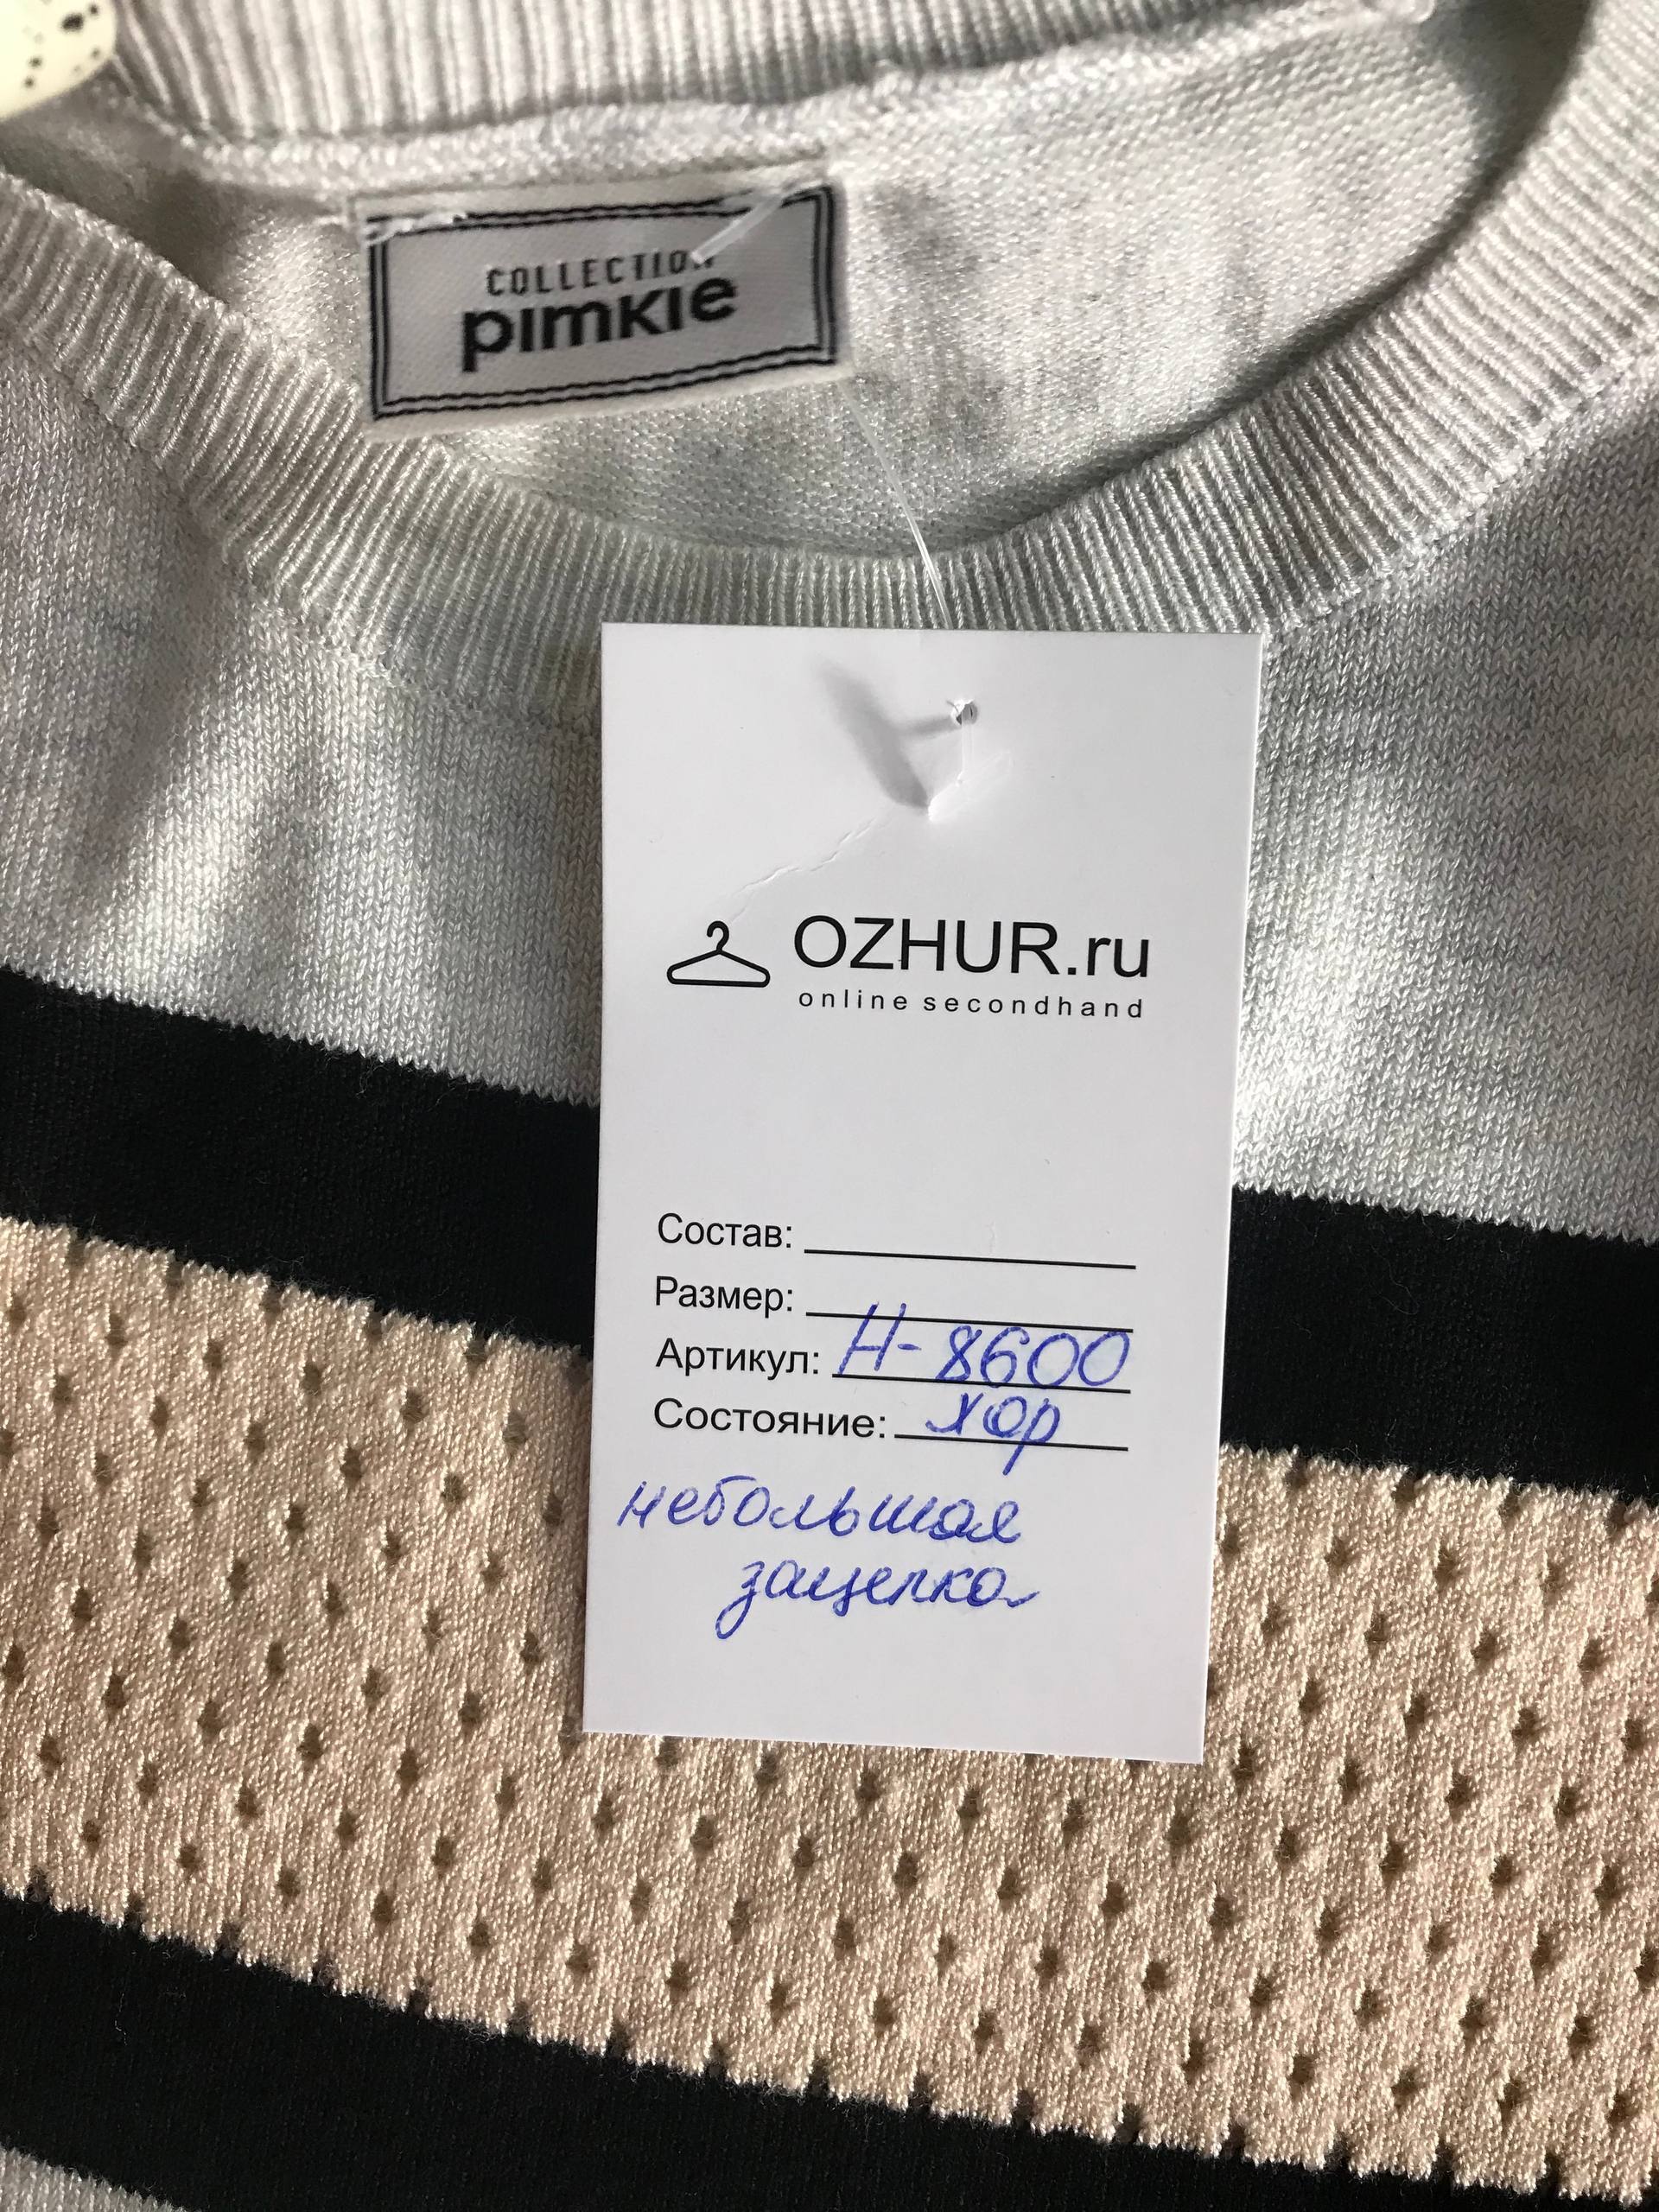 COLLECTION
pimkie
OZHUR.ru
online secondhand
Состав:
Размер:
Артикул: Н-8600
Состояние: хор
небольшая
зацепка